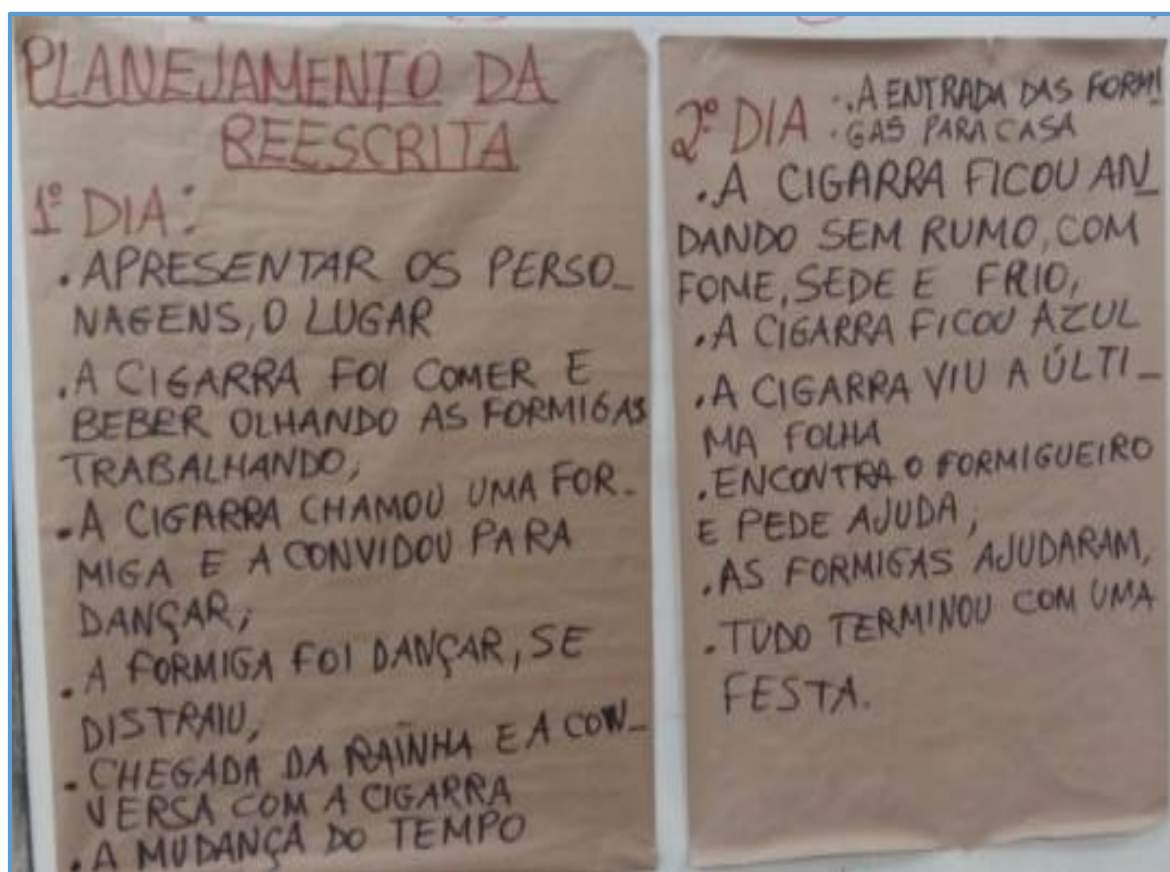 PLANEJAMENTO DA
REESCRITA
1º DIA:
. APRESENTAR OS PERSO_
NAGENS, O LUGAR
. A CIGARRA FOI COMER E
BEBER OLHANDO AS FORMIGAS
TRABALHANDO,
. A CIGARRA CHAMOU UMA FOR_
MIGA E A CONVIDOU PARA
DANÇAR;
. A FORMIGA FOI DANÇAR, SE
DISTRAIU,
. CHEGADA DA RAINHA E A CON_
VERSA COM A CIGARRA
. A MUDANÇA DO TEMPO
2º DIA . A ENTRADA DAS FORMI
GAS PARA CASA
. A CIGARRA FICOU AN_
DANDO SEM RUMO, COM
FOME, SEDE E FRIO,
. A CIGARRA FICOU AZUL
. A CIGARRA VIU A ÚLTI_
MA FOLHA
. ENCONTRA O FORMIGUEIRO
E PEDE AJUDA,
. AS FORMIGAS AJUDARAM,
. TUDO TERMINOU COM UMA
FESTA.